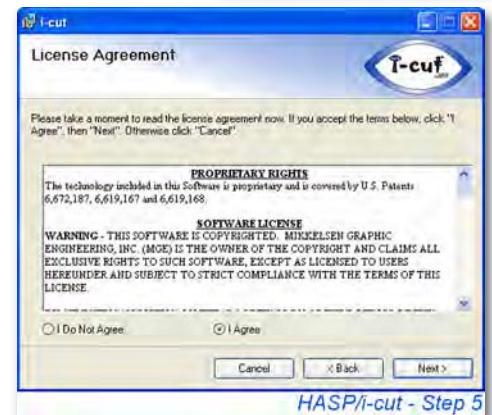 i-cut
License Agreement
i-cut
Please take a moment to read the license agreement now. If you accept the terms below, click "I
Agree", then "Next". Otherwise click "Cancel".
PROPRIETARY RIGHTS
The technology included in this Software is proprietary and is covered by U.S. Patents
6,672,187, 6,619,167 and 6,619,168.
SOFTWARE LICENSE
WARNING - THIS SOFTWARE IS COPYRIGHTED. MIKKELSEN GRAPHIC
ENGINEERING, INC. (MGE) IS THE OWNER OF THE COPYRIGHT AND CLAIMS ALL
EXCLUSIVE RIGHTS TO SUCH SOFTWARE, EXCEPT AS LICENSED TO USERS
HEREUNDER AND SUBJECT TO STRICT COMPLIANCE WITH THE TERMS OF THIS
LICENSE.
I Do Not Agree I Agree
Cancel < Back Next >
HASP/i-cut - Step 5